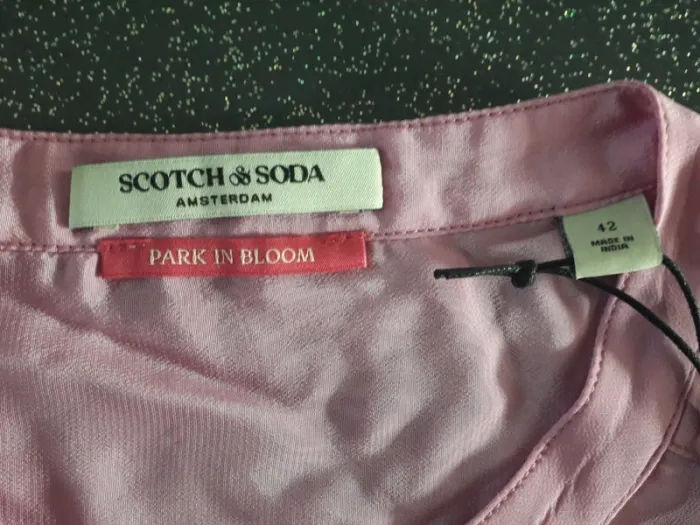 SCOTCH & SODA
AMSTERDAM
PARK IN BLOOM
42
MADE IN
INDIA